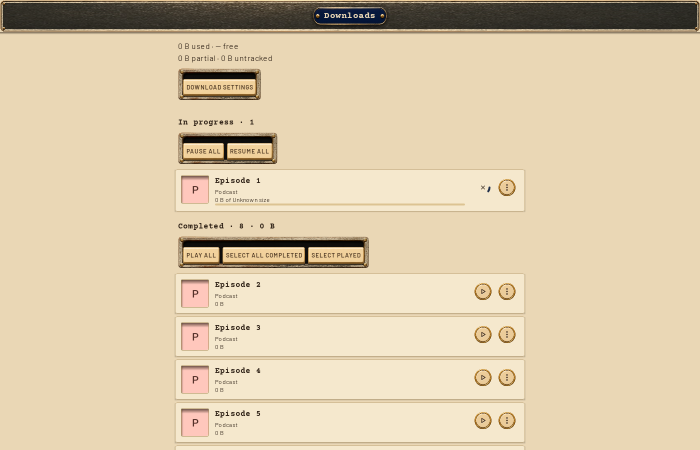 Downloads
0 B used · — free
0 B partial · 0 B untracked
DOWNLOAD SETTINGS
In progress · 1
PAUSE ALL RESUME ALL
P
Episode 1
Podcast
0 B of Unknown size
Completed · 8 · 0 B
PLAY ALL SELECT ALL COMPLETED SELECT PLAYED
P
Episode 2
Podcast
0 B
P
Episode 3
Podcast
0 B
P
Episode 4
Podcast
0 B
P
Episode 5
Podcast
0 B